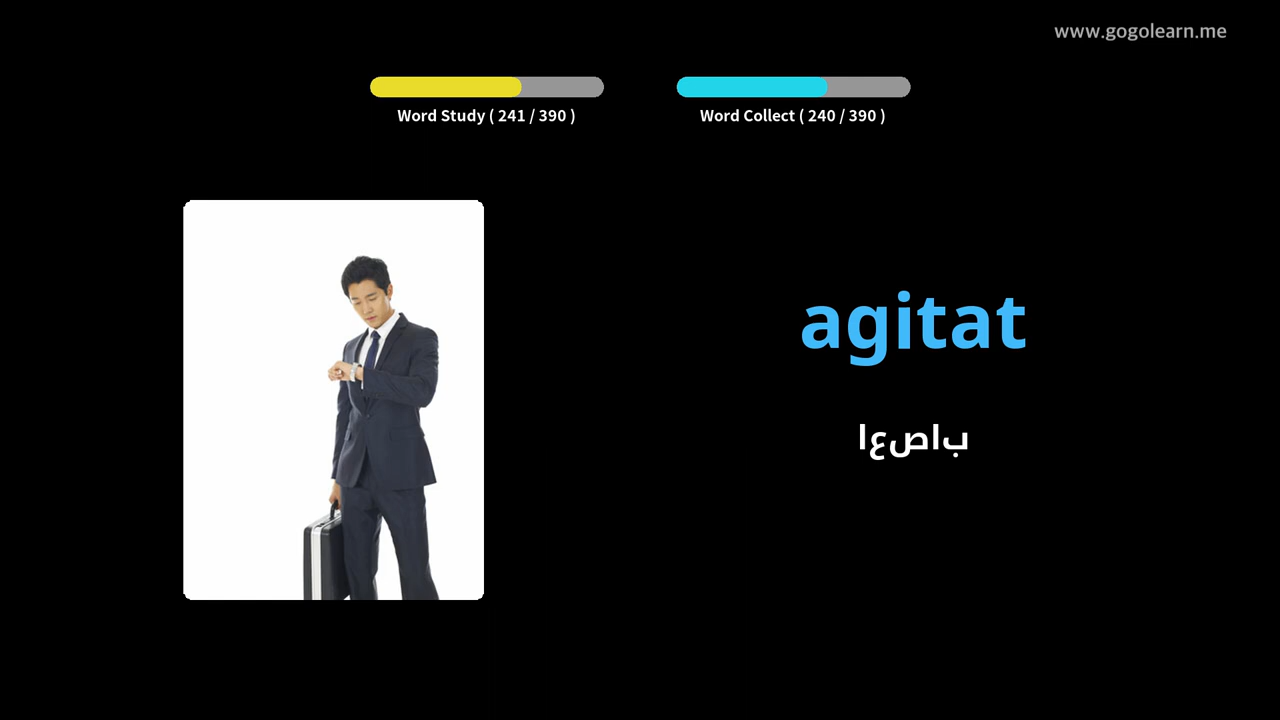 www.gogolearn.me
Word Study ( 241 / 390 )
Word Collect ( 240 / 390 )
agitat
باصعا